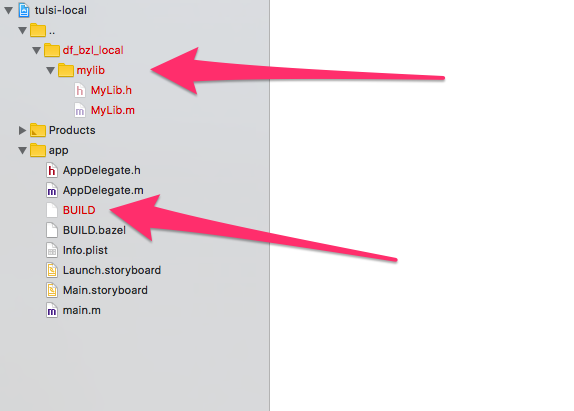 tulsi-local
..
df_bzl_local
mylib
h MyLib.h
m MyLib.m
Products
app
h AppDelegate.h
m AppDelegate.m
BUILD
BUILD.bazel
Info.plist
Launch.storyboard
Main.storyboard
m main.m